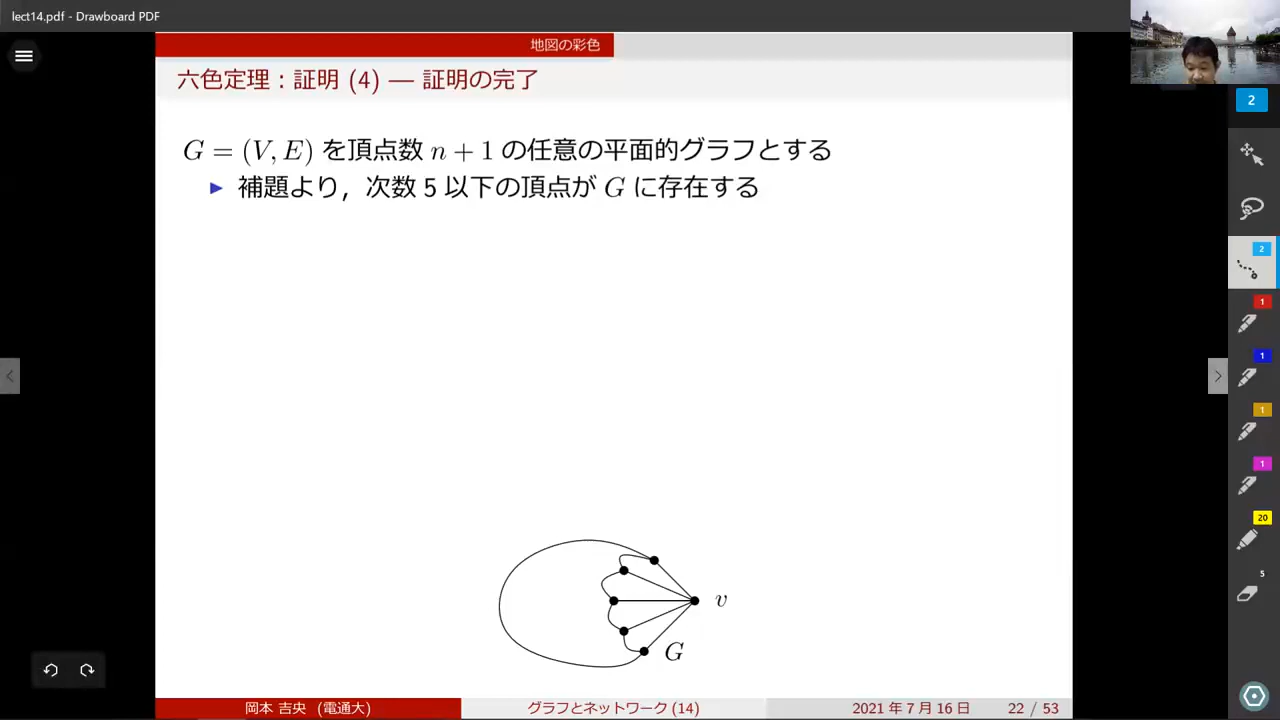 lect14.pdf - Drawboard PDF
地図の彩色
六色定理:証明 (4) — 証明の完了
G = (V, E) を頂点数 n + 1 の任意の平面的グラフとする
▶ 補題より,次数 5 以下の頂点が G に存在する
v
G
岡本 吉央 (電通大)
グラフとネットワーク (14)
2021 年 7 月 16 日
22 / 53
2
2
1
1
1
1
20
5